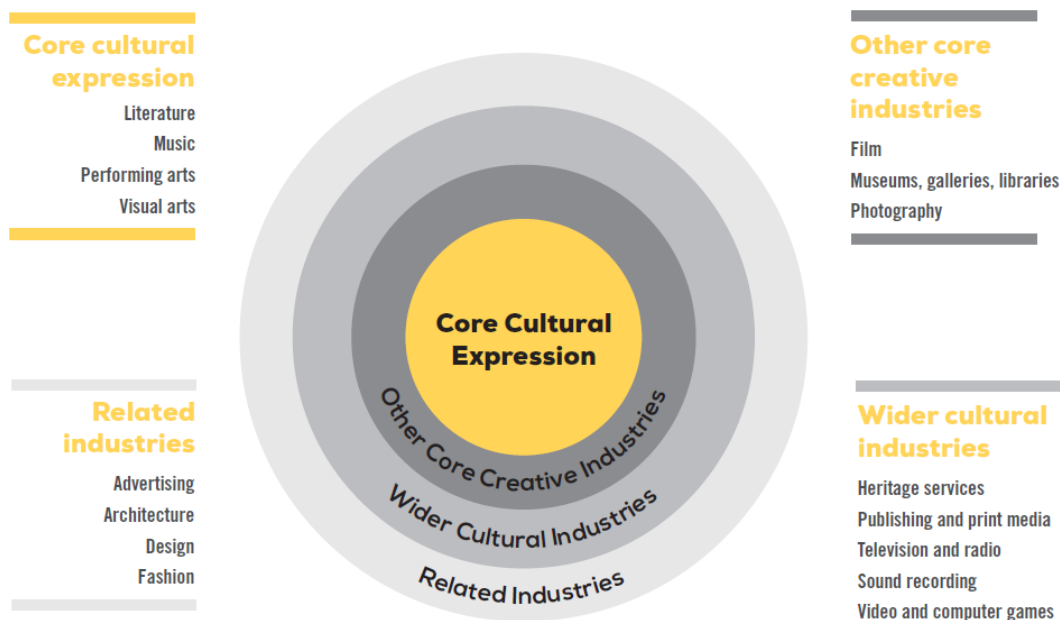 Core cultural
expression
Literature
Music
Performing arts
Visual arts
Other core
creative
industries
Film
Museums, galleries, libraries
Photography
Core Cultural
Expression
Other Core Creative Industries
Wider Cultural Industries
Related Industries
Related
industries
Advertising
Architecture
Design
Fashion
Wider cultural
industries
Heritage services
Publishing and print media
Television and radio
Sound recording
Video and computer games